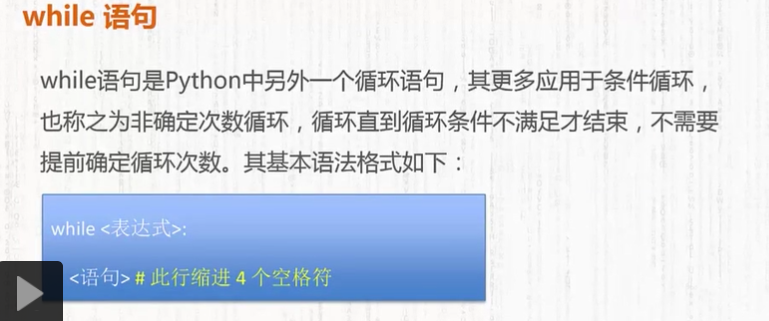 while 语句
while语句是Python中另外一个循环语句，其更多应用于条件循环，
也称之为非确定次数循环，循环直到循环条件不满足才结束，不需要
提前确定循环次数。其基本语法格式如下：
while <表达式>:
<语句> # 此行缩进 4 个空格符